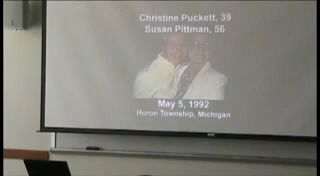 Christine Puckett, 39
Susan Pittman, 56
May 5, 1992
Huron Township, Michigan